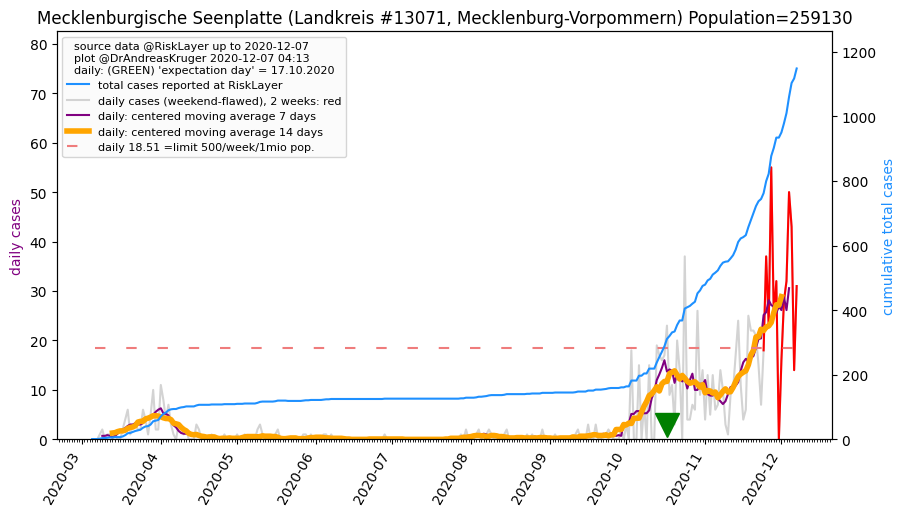 Mecklenburgische Seenplatte (Landkreis #13071, Mecklenburg-Vorpommern) Population=259130
source data @RiskLayer up to 2020-12-07
plot @DrAndreasKruger 2020-12-07 04:13
daily: (GREEN) 'expectation day' = 17.10.2020
total cases reported at RiskLayer
daily cases (weekend-flawed), 2 weeks: red
daily: centered moving average 7 days
daily: centered moving average 14 days
daily 18.51 =limit 500/week/1mio pop.
daily cases
80
70
60
50
40
30
20
10
0
cumulative total cases
1200
1000
800
600
400
200
0
2020-03
2020-04
2020-05
2020-06
2020-07
2020-08
2020-09
2020-10
2020-11
2020-12